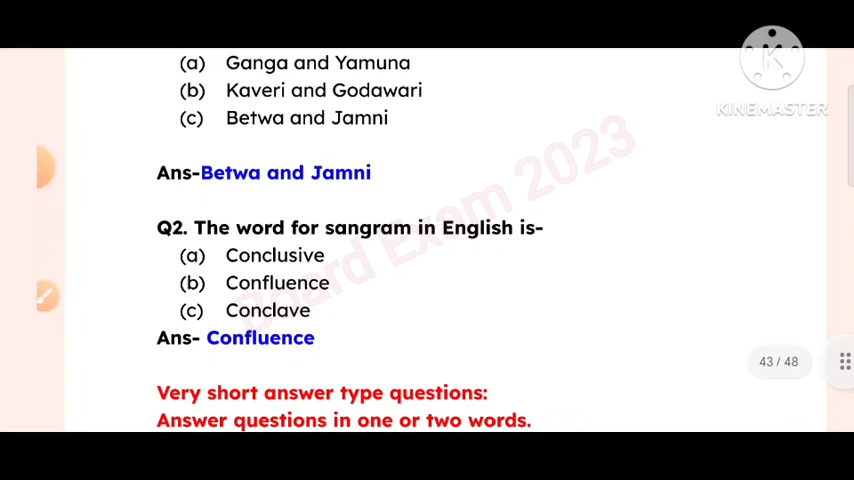 KINEMASTER
(a) Ganga and Yamuna
(b) Kaveri and Godawari
(c) Betwa and Jamni
Ans-Betwa and Jamni
Q2. The word for sangram in English is-
(a) Conclusive
(b) Confluence
(c) Conclave
Ans- Confluence
Board Exam 2023
43 / 48
Very short answer type questions:
Answer questions in one or two words.